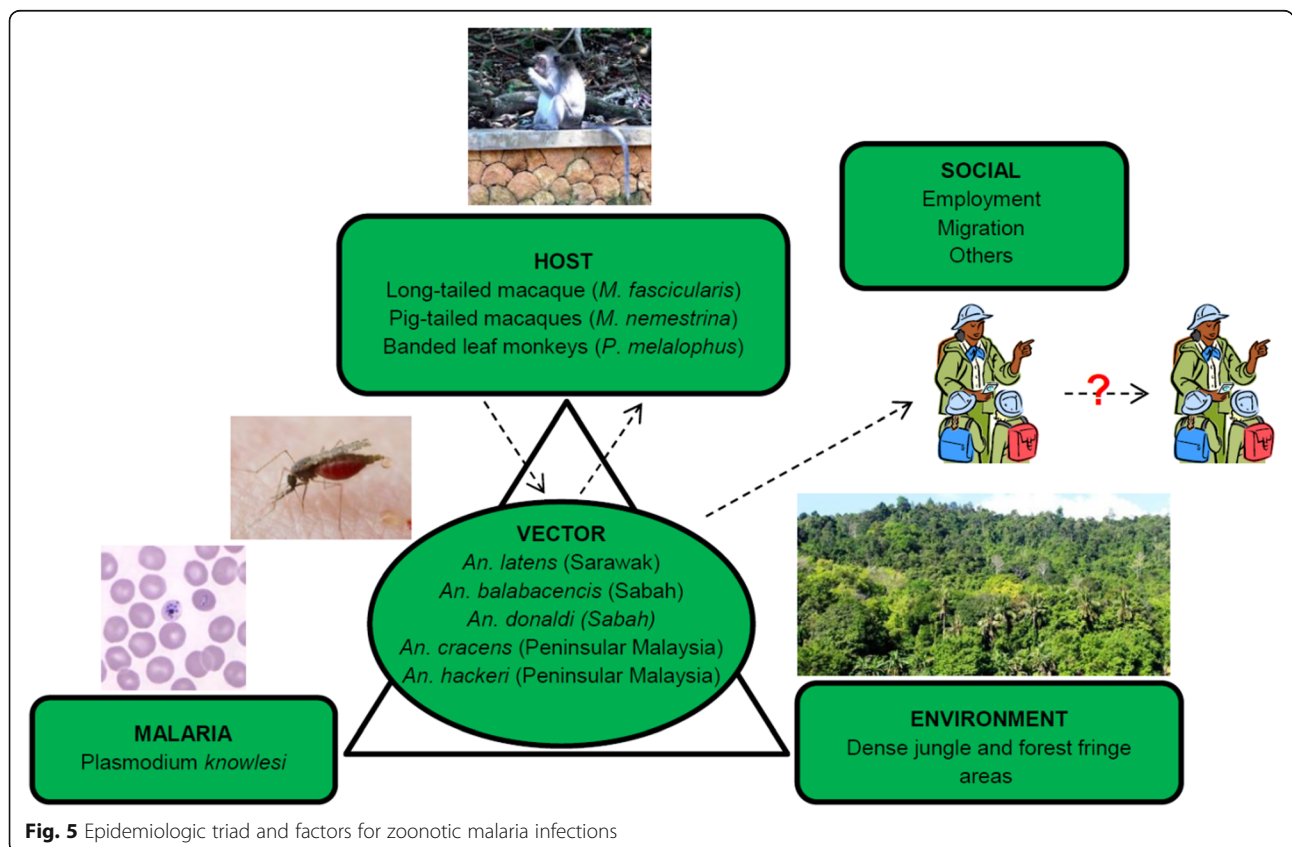 HOST
Long-tailed macaque (M. fascicularis)
Pig-tailed macaques (M. nemestrina)
Banded leaf monkeys (P. melalophus)
SOCIAL
Employment
Migration
Others
?
VECTOR
An. latens (Sarawak)
An. balabacencis (Sabah)
An. donaldi (Sabah)
An. cracens (Peninsular Malaysia)
An. hackeri (Peninsular Malaysia)
MALARIA
Plasmodium knowlesi
ENVIRONMENT
Dense jungle and forest fringe
areas
Fig. 5 Epidemiologic triad and factors for zoonotic malaria infections